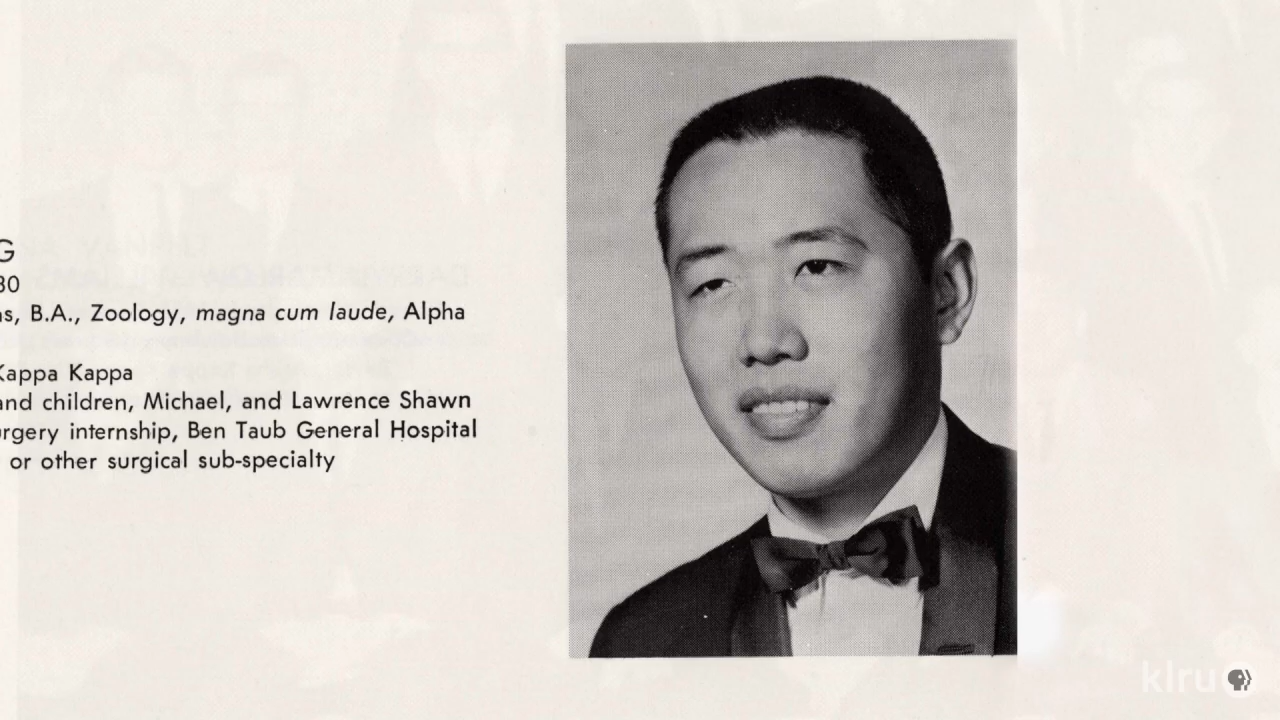 G
30
ns, B.A., Zoology, magna cum laude, Alpha
Kappa Kappa
and children, Michael, and Lawrence Shawn
urgery internship, Ben Taub General Hospital
or other surgical sub-specialty
klru